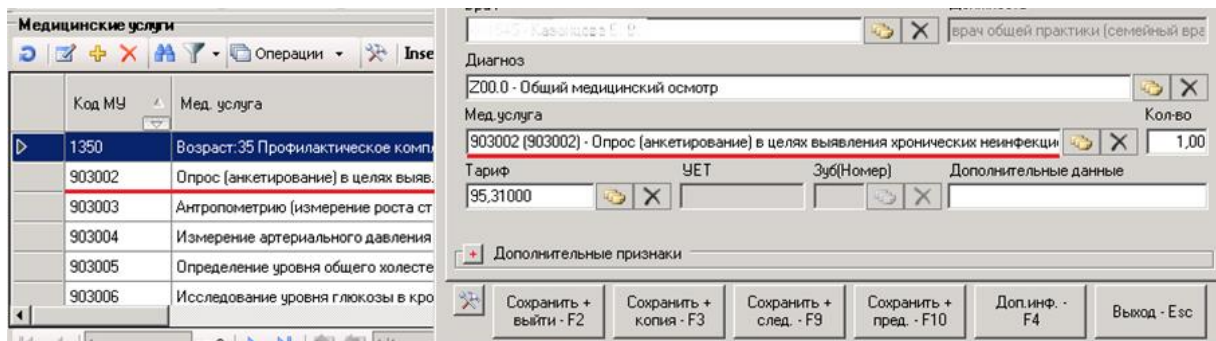 Медицинские услуги
Операции
Inse
Код МУ
Мед. услуга
1350
Возраст:35 Профилактическое компл
903002
Опрос (анкетирование) в целях выяв.
903003
Антропометрию (измерение роста ст
903004
Измерение артериального давления
903005
Определение уровня общего холесте
903006
Исследование уровня глюкозы в кро
врач общей практики (семейный вра
Диагноз
Z00.0 - Общий медицинский осмотр
Мед.услуга
Кол-во
903002 (903002) - Опрос (анкетирование) в целях выявления хронических неинфекци
1,00
Тариф
УЕТ
Зуб(Номер)
Дополнительные данные
95,31000
+ Дополнительные признаки
Сохранить +
выйти - F2
Сохранить +
копия - F3
Сохранить +
след. - F9
Сохранить +
пред. - F10
Доп.инф. -
F4
Выход - Esc